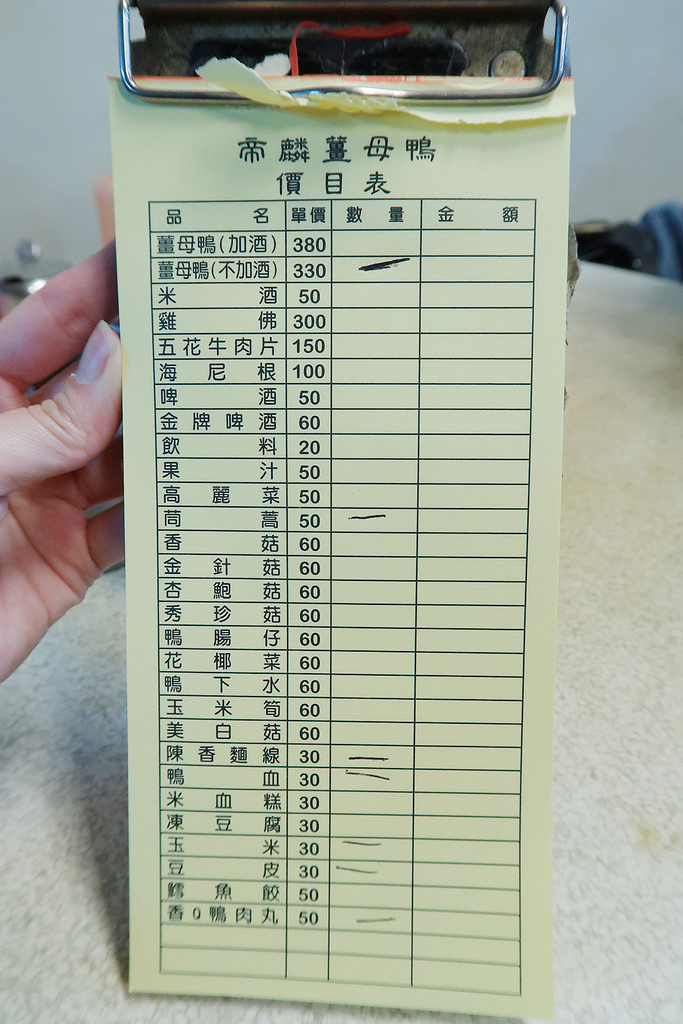 帝麟薑母鴨
價目表
品名 單價 數量 金額
薑母鴨(加酒) 380
薑母鴨(不加酒) 330 一
米酒 50
雞佛 300
五花牛肉片 150
海尼根 100
啤酒 50
金牌啤酒 60
飲料 20
果汁 50
高麗菜 50
茼蒿 50 一
香菇 60
金針菇 60
杏鮑菇 60
秀珍菇 60
鴨腸仔 60
花椰菜 60
鴨下水 60
玉米筍 60
美白菇 60
陳香麵線 30 一
鴨血 30 一
米血糕 30
凍豆腐 30
玉米 30 一
豆皮 30 一
鱈魚餃 50
香Q鴨肉丸 50 一